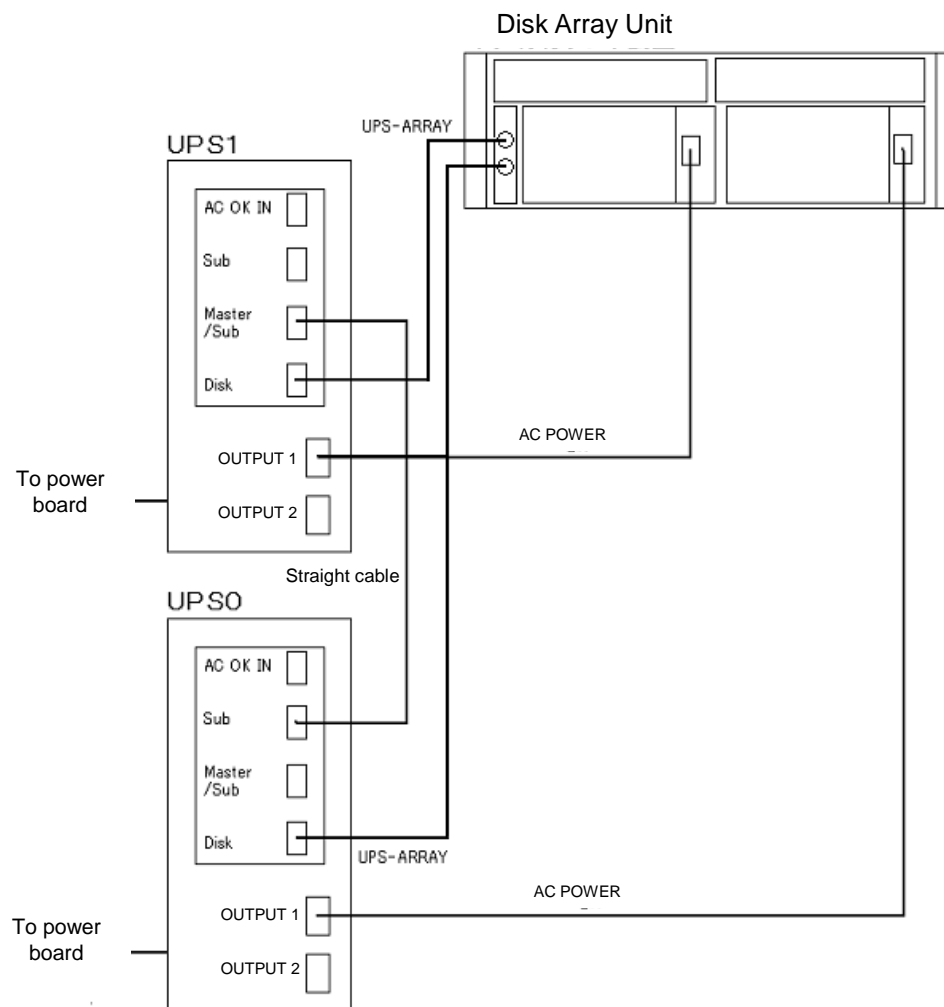 Disk Array Unit
UPS-ARRAY
UPS1
AC OK IN
Sub
Master
/Sub
Disk
OUTPUT 1
AC POWER
To power
board
OUTPUT 2
Straight cable
UPS0
AC OK IN
Sub
Master
/Sub
Disk
UPS-ARRAY
OUTPUT 1
AC POWER
To power
board
OUTPUT 2